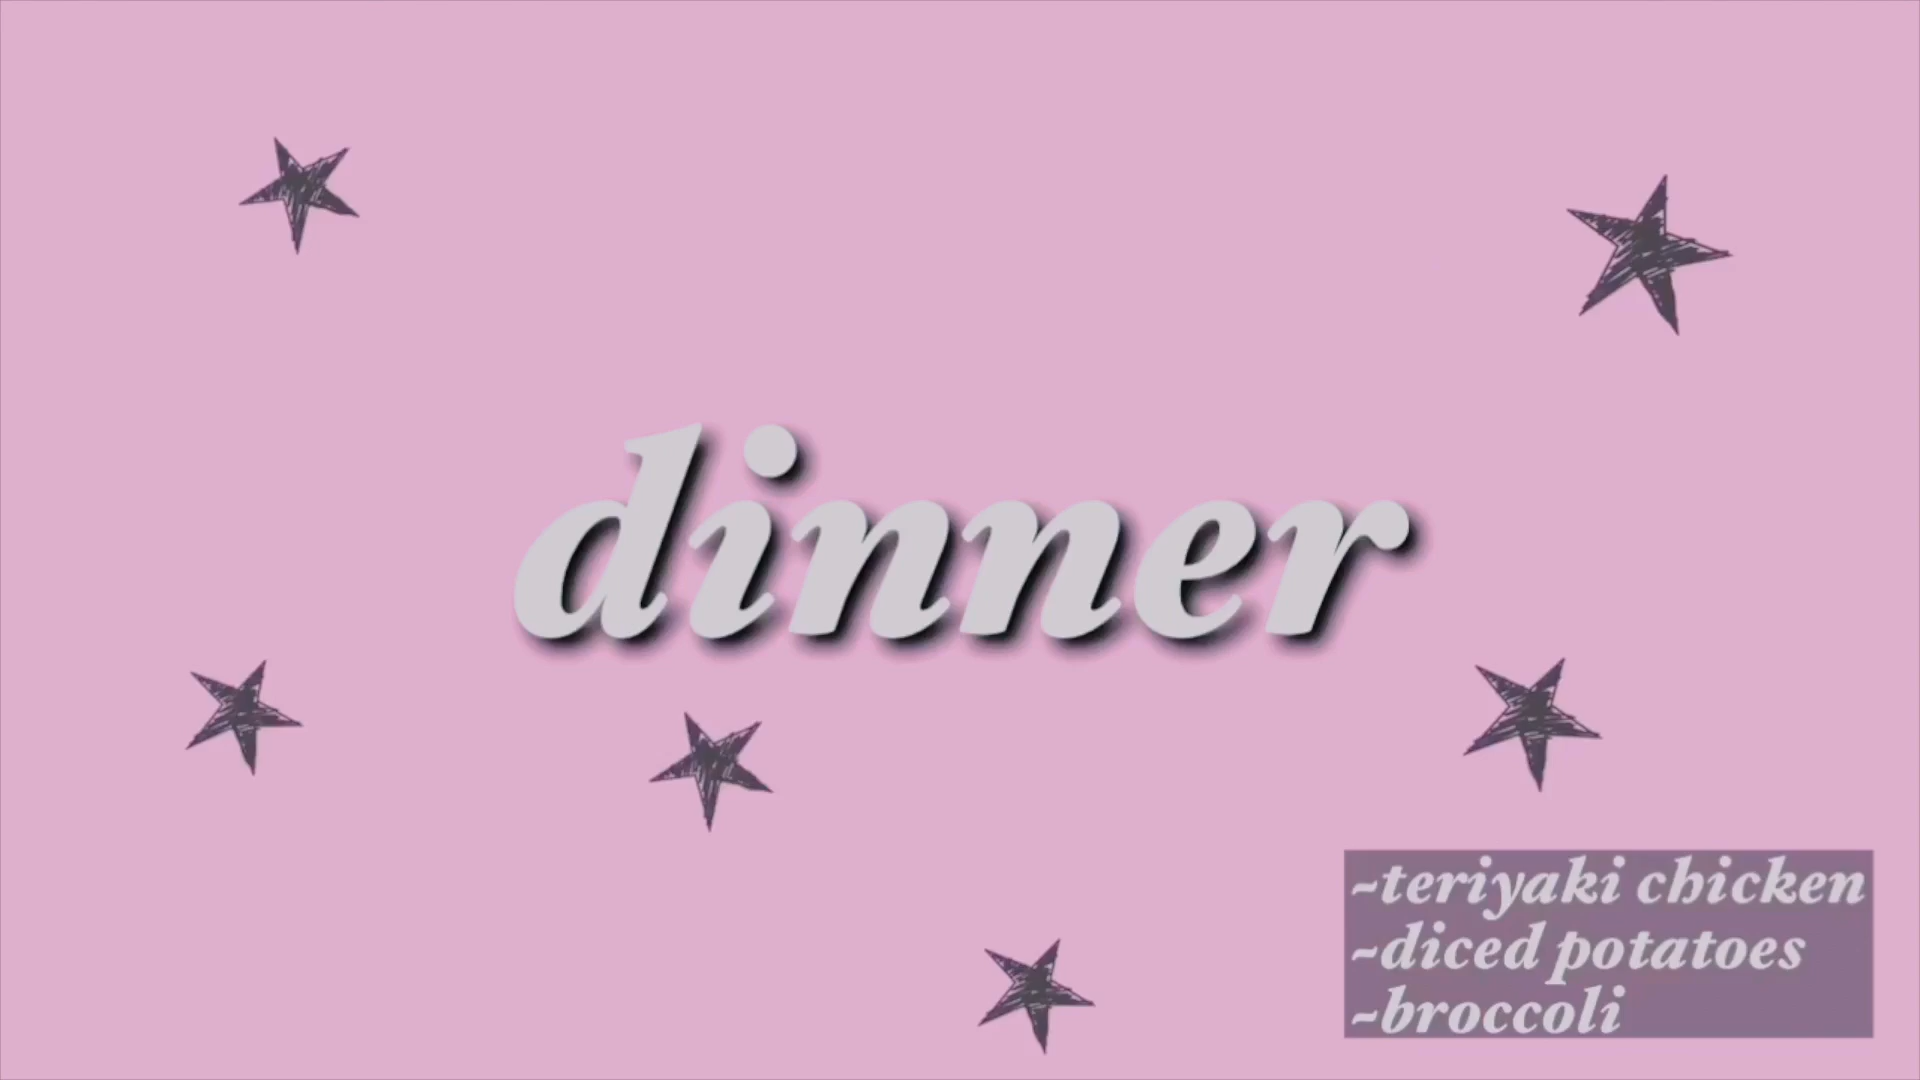 dinner
~teriyaki chicken
~diced potatoes
~broccoli